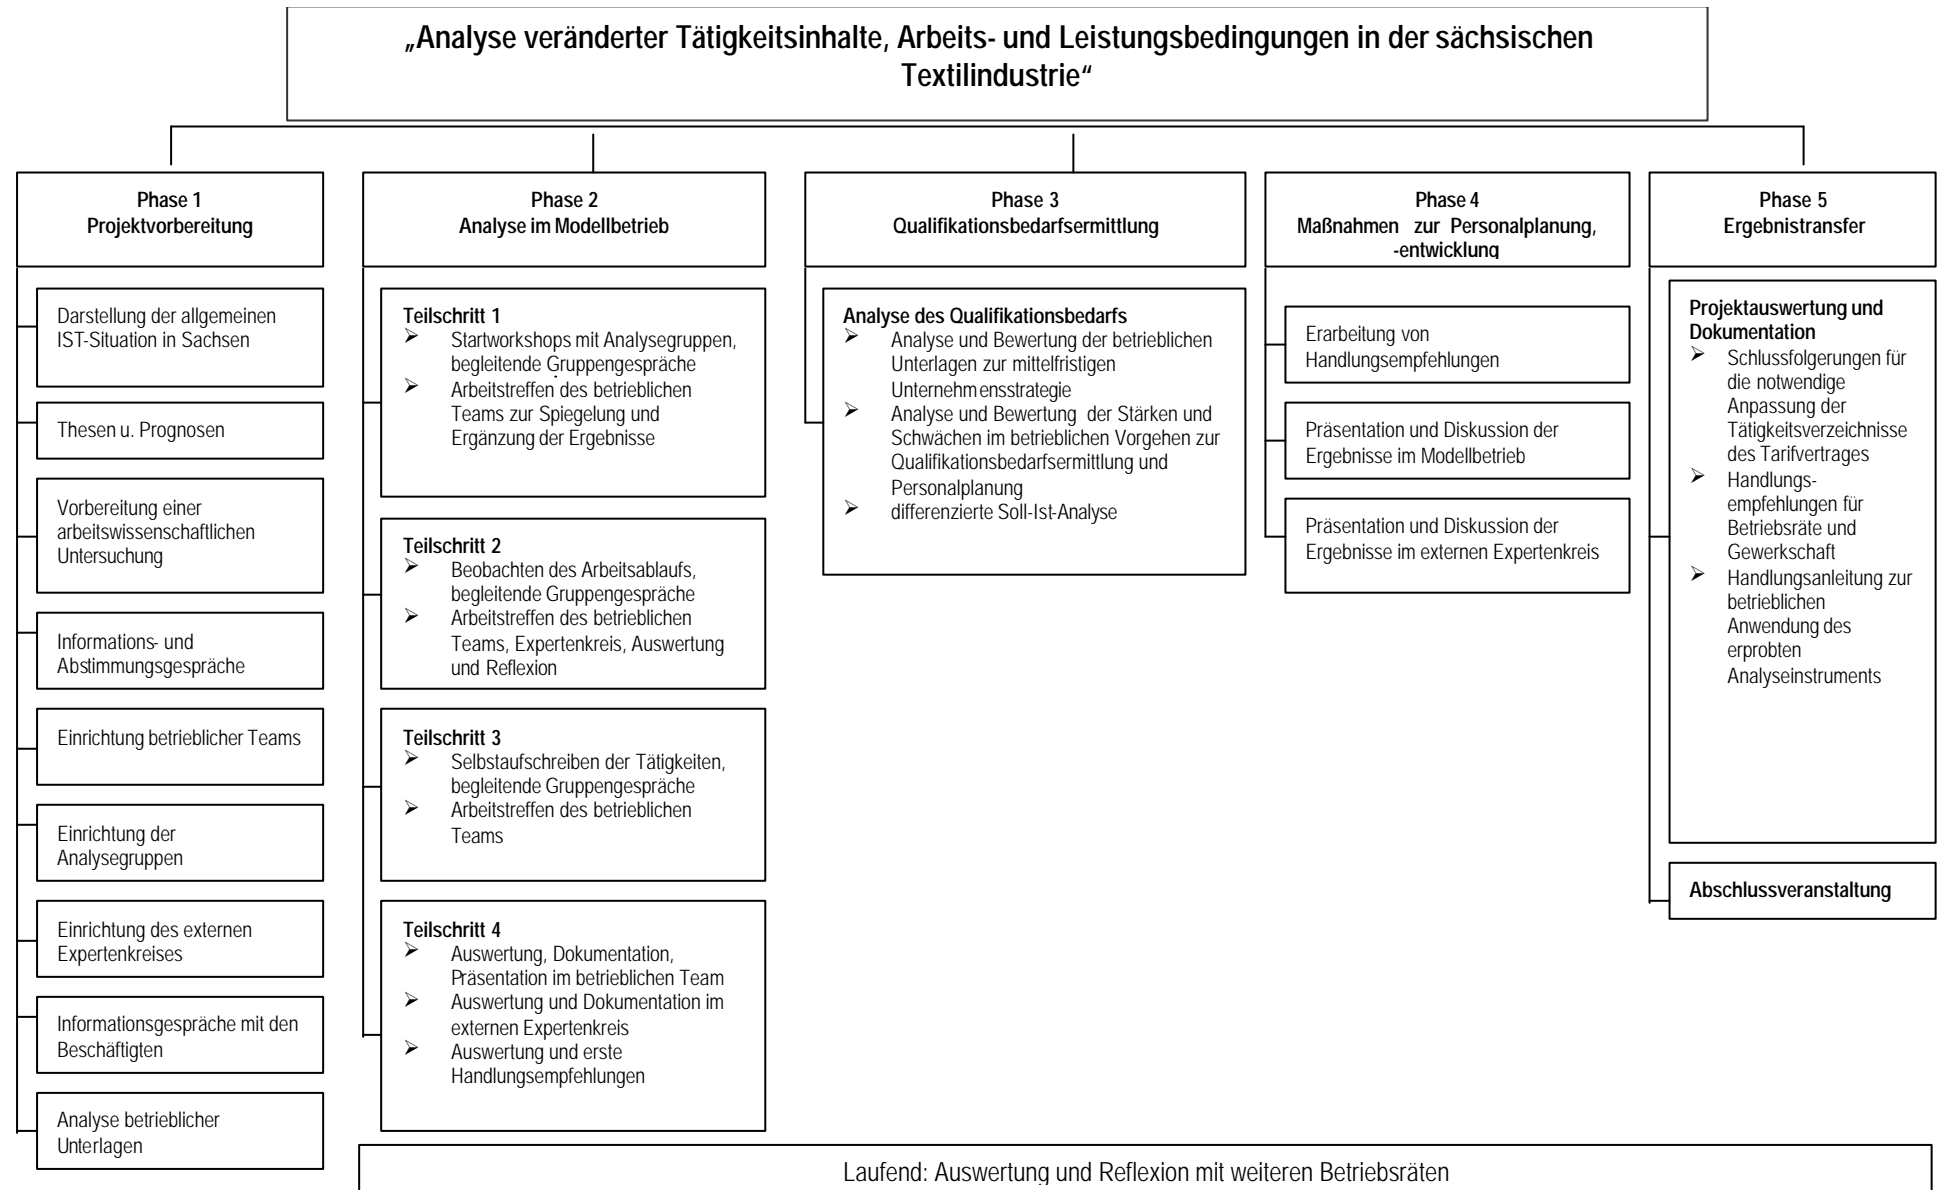 „Analyse veränderter Tätigkeitsinhalte, Arbeits- und Leistungsbedingungen in der sächsischen
Textilindustrie“
Phase 1
Projektvorbereitung
Darstellung der allgemeinen
IST-Situation in Sachsen
Thesen u. Prognosen
Vorbereitung einer
arbeitswissenschaftlichen
Untersuchung
Informations- und
Abstimmungsgespräche
Einrichtung betrieblicher Teams
Einrichtung der
Analysegruppen
Einrichtung des externen
Expertenkreises
Informationsgespräche mit den
Beschäftigten
Analyse betrieblicher
Unterlagen
Phase 2
Analyse im Modellbetrieb
Teilschritt 1
➢ Startworkshops mit Analysegruppen,
begleitende Gruppengespräche
➢ Arbeitstreffen des betrieblichen
Teams zur Spiegelung und
Ergänzung der Ergebnisse
Teilschritt 2
➢ Beobachten des Arbeitsablaufs,
begleitende Gruppengespräche
➢ Arbeitstreffen des betrieblichen
Teams, Expertenkreis, Auswertung
und Reflexion
Teilschritt 3
➢ Selbstaufschreiben der Tätigkeiten,
begleitende Gruppengespräche
➢ Arbeitstreffen des betrieblichen
Teams
Teilschritt 4
➢ Auswertung, Dokumentation,
Präsentation im betrieblichen Team
➢ Auswertung und Dokumentation im
externen Expertenkreis
➢ Auswertung und erste
Handlungsempfehlungen
Phase 3
Qualifikationsbedarfsermittlung
Analyse des Qualifikationsbedarfs
➢ Analyse und Bewertung der betrieblichen
Unterlagen zur mittelfristigen
Unternehmensstrategie
➢ Analyse und Bewertung der Stärken und
Schwächen im betrieblichen Vorgehen zur
Qualifikationsbedarfsermittlung und
Personalplanung
➢ differenzierte Soll-Ist-Analyse
Phase 4
Maßnahmen zur Personalplanung,
-entwicklung
Erarbeitung von
Handlungsempfehlungen
Präsentation und Diskussion der
Ergebnisse im Modellbetrieb
Präsentation und Diskussion der
Ergebnisse im externen Expertenkreis
Phase 5
Ergebnistransfer
Projektauswertung und
Dokumentation
➢ Schlussfolgerungen für
die notwendige
Anpassung der
Tätigkeitsverzeichnisse
des Tarifvertrages
➢ Handlungs-
empfehlungen für
Betriebsräte und
Gewerkschaft
➢ Handlungsanleitung zur
betrieblichen
Anwendung des
erprobten
Analyseinstruments
Abschlussveranstaltung
Laufend: Auswertung und Reflexion mit weiteren Betriebsräten